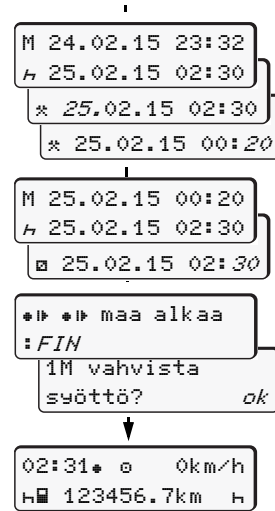 M 24.02.15 23:32
25.02.15 02:30
25.02.15 02:30
25.02.15 00:20
M 25.02.15 00:20
25.02.15 02:30
25.02.15 02:30
maa alkaa
:FIN
1M vahvista
syöttö? ok
02:31 0km/h
123456.7km